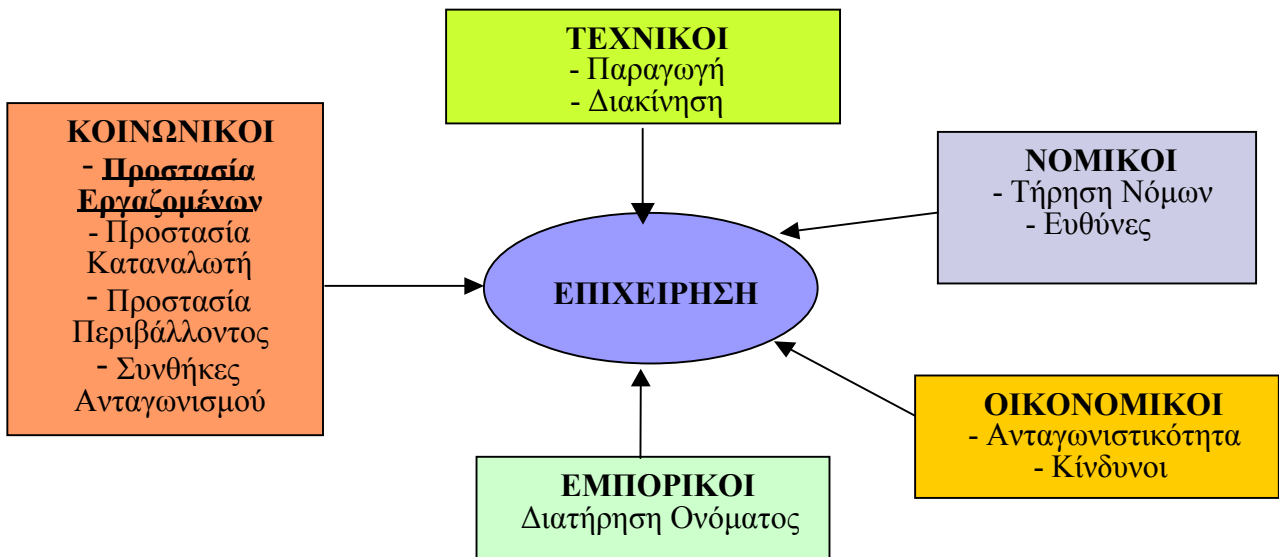 ΤΕΧΝΙΚΟΙ
- Παραγωγή
- Διακίνηση
ΚΟΙΝΩΝΙΚΟΙ
- Προστασία
Εργαζομένων
- Προστασία
Καταναλωτή
- Προστασία
Περιβάλλοντος
- Συνθήκες
Ανταγωνισμού
ΝΟΜΙΚΟΙ
- Τήρηση Νόμων
- Ευθύνες
ΕΠΙΧΕΙΡΗΣΗ
ΟΙΚΟΝΟΜΙΚΟΙ
- Ανταγωνιστικότητα
- Κίνδυνοι
ΕΜΠΟΡΙΚΟΙ
Διατήρηση Ονόματος